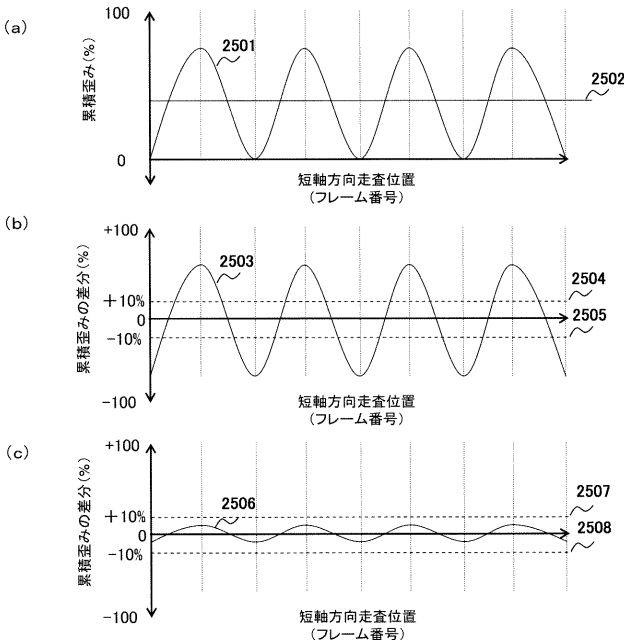 (a)
100
累積歪み(%)
0
2501
2502
短軸方向走査位置
(フレーム番号)
(b)
+100
累積歪みの差分(%)
+10%
0
-10%
-100
2503
2504
2505
短軸方向走査位置
(フレーム番号)
(c)
+100
累積歪みの差分(%)
+10%
0
-10%
-100
2506
2507
2508
短軸方向走査位置
(フレーム番号)